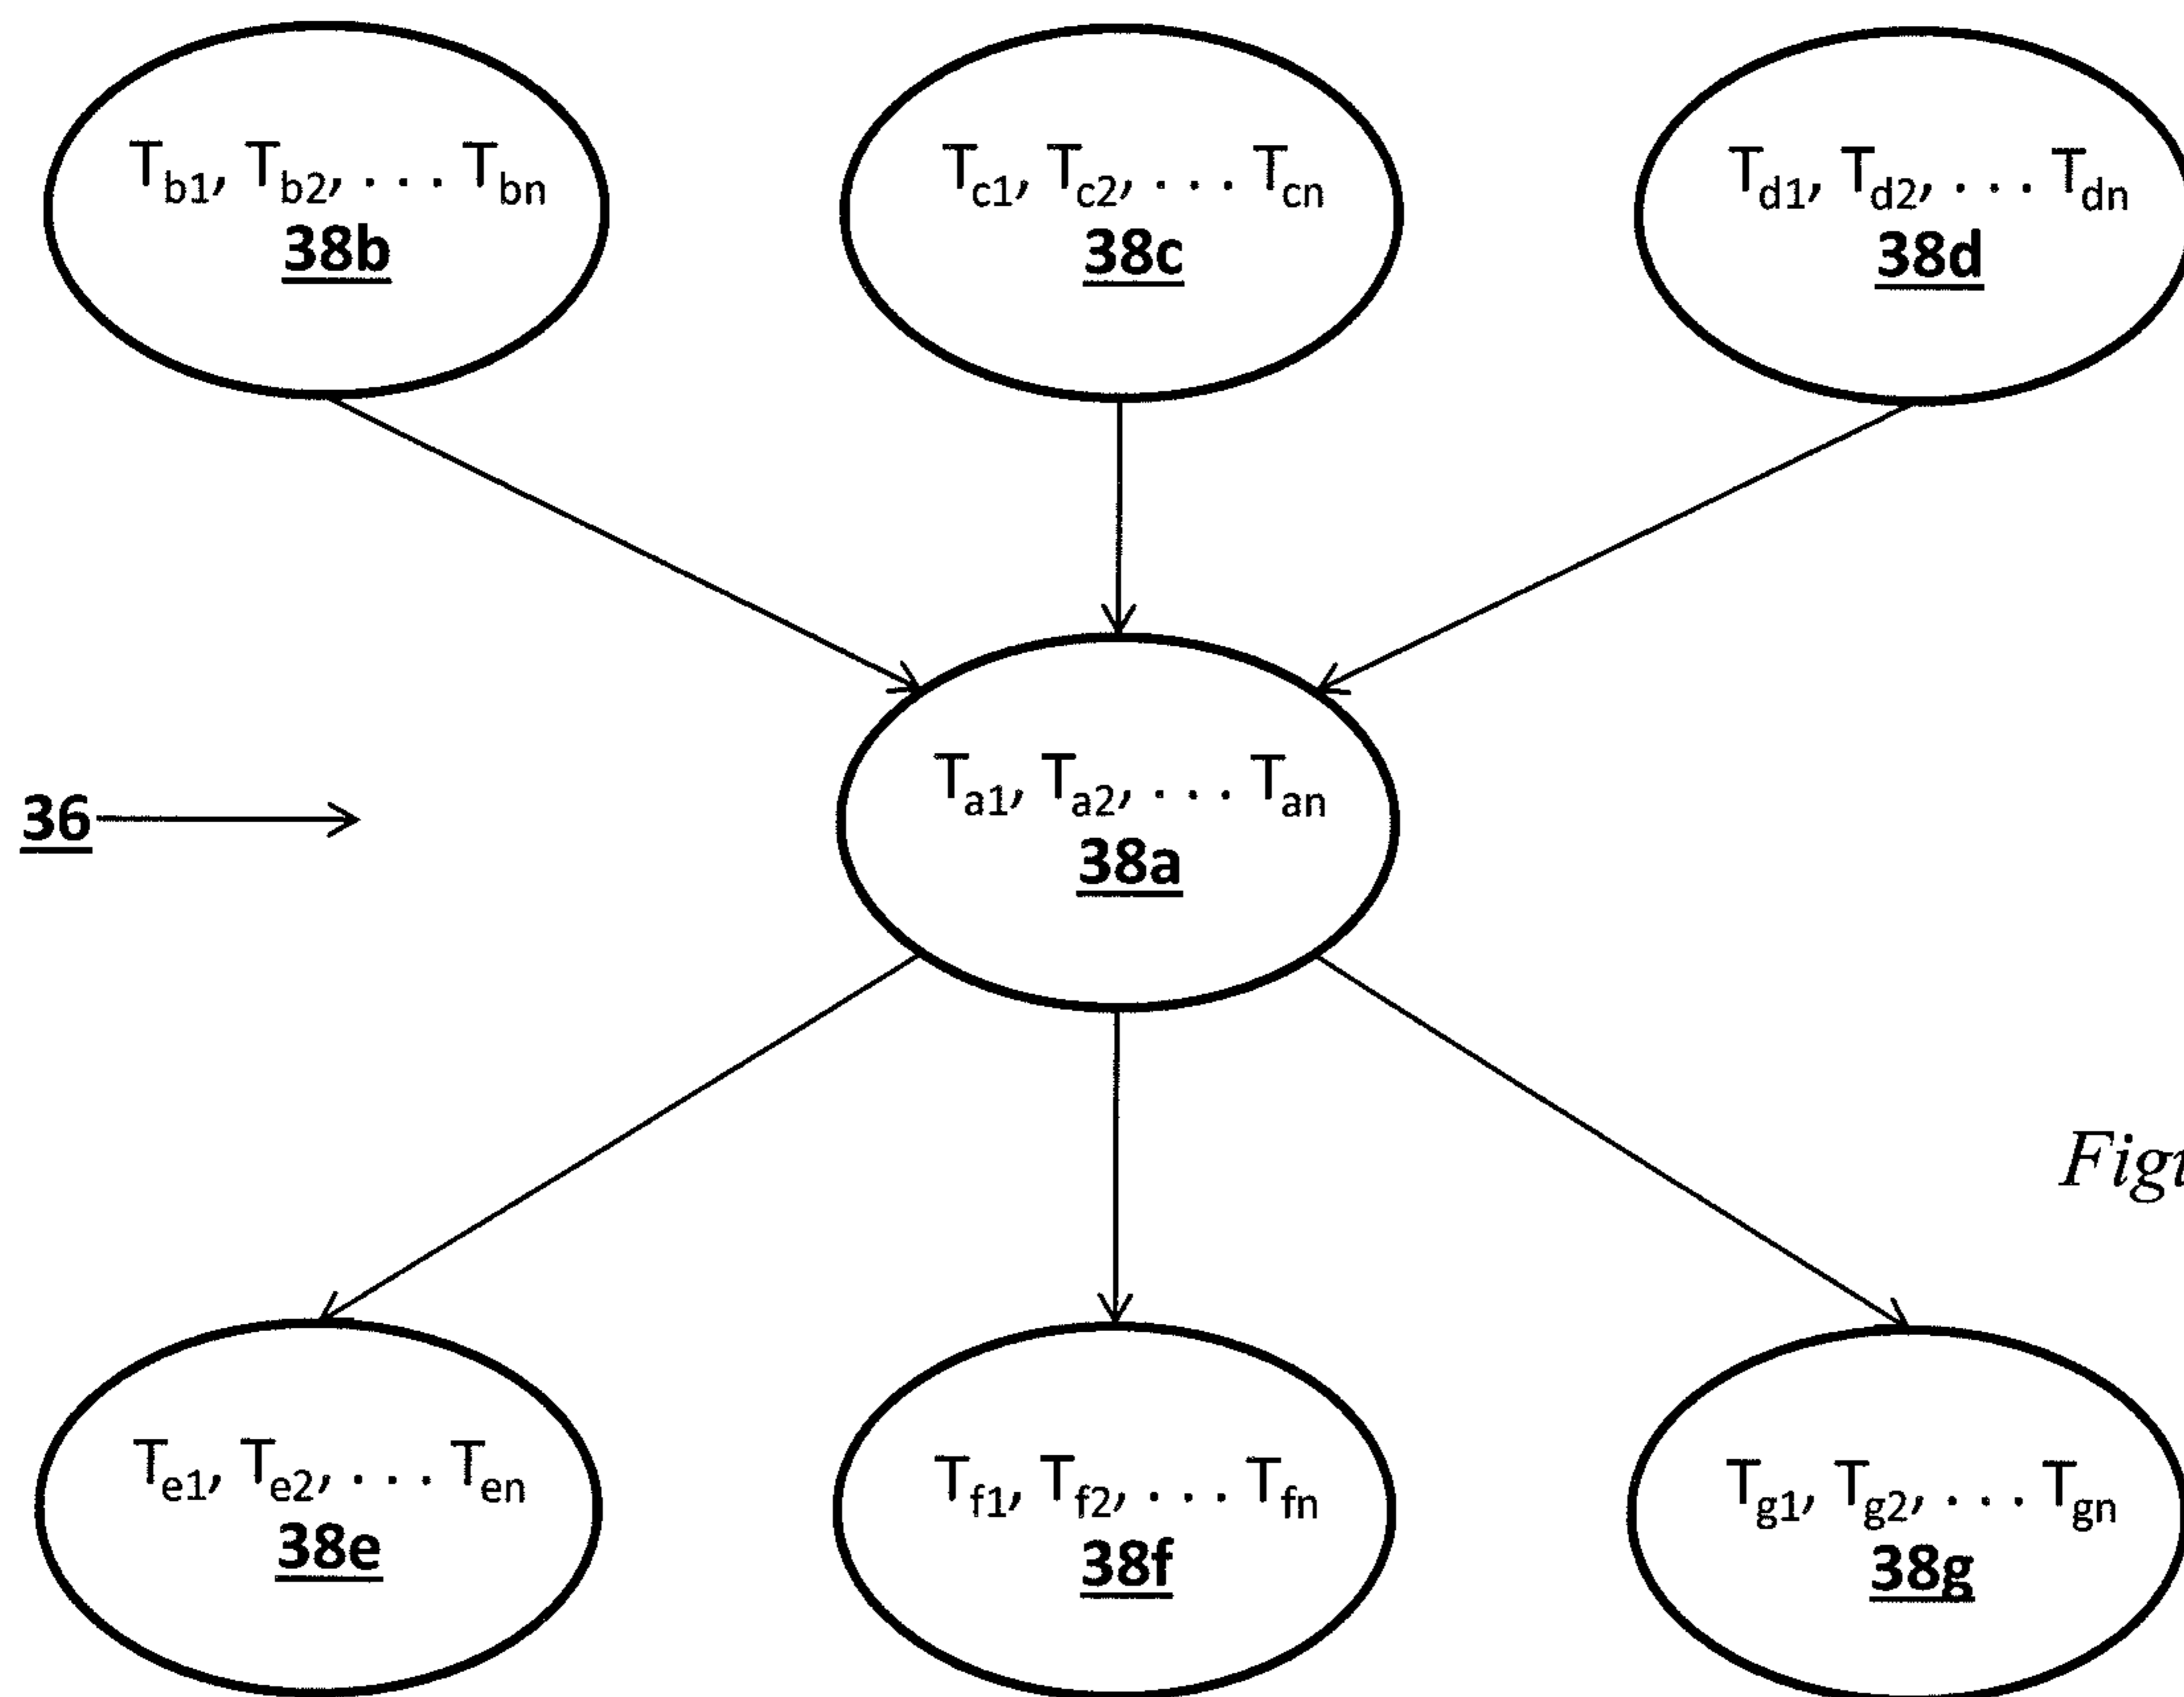 Tb1, Tb2, . . . Tbn
38b
Tc1, Tc2, . . . Tcn
38c
Td1, Td2, . . . Tdn
38d
36
Ta1, Ta2, . . . Tan
38a
Te1, Te2, . . . Ten
38e
Tf1, Tf2, . . . Tfn
38f
Tg1, Tg2, . . . Tgn
38g